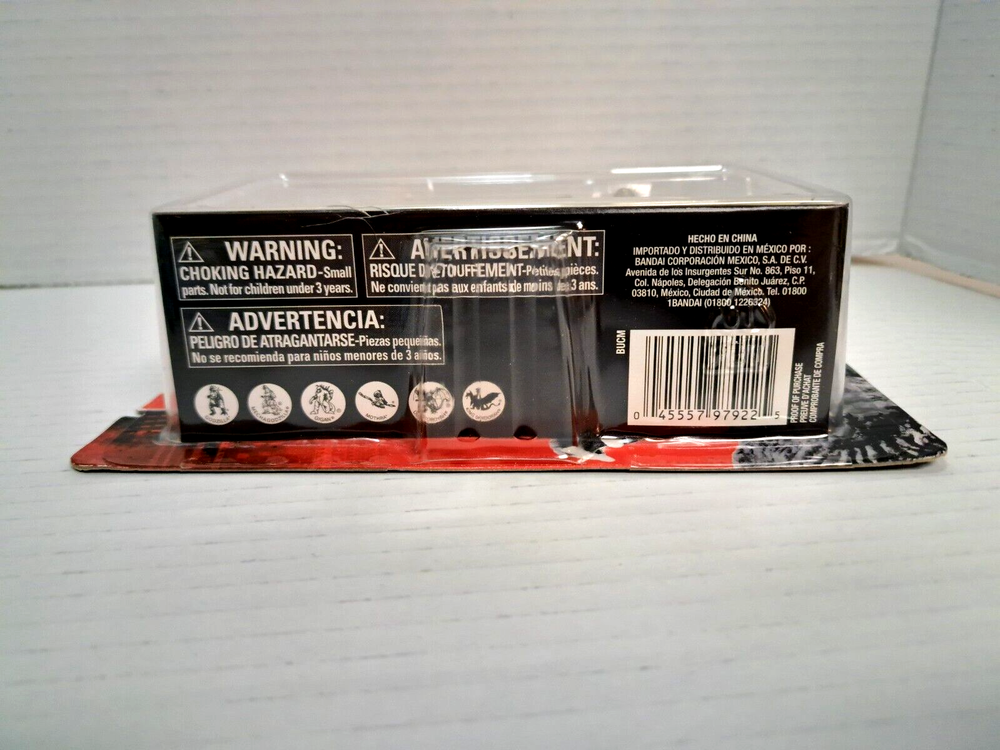 WARNING:
CHOKING HAZARD-Small
parts. Not for children under 3 years.
AVERTISSEMENT:
RISQUE D'ETOUFFEMENT-Petites pièces.
Ne convient pas aux enfants de moins de 3 ans.
ADVERTENCIA:
PELIGRO DE ATRAGANTARSE-Piezas pequeñas.
No se recomienda para niños menores de 3 años.
GIGAN
MOTHRA
HECHO EN CHINA
IMPORTADO Y DISTRIBUIDO EN MÉXICO POR :
BANDAI CORPORACIÓN MEXICO, S.A. DE C.V.
Avenida de los Insurgentes Sur No. 863, Piso 11,
Col. Nápoles, Delegación Benito Juárez, C.P.
03810, México, Ciudad de México. Tel. 01800
1BANDAI (01800 1226324)
BUCM
0 45557 97922 5
PROOF OF PURCHASE
PREUVE D'ACHAT
COMPROBANTE DE COMPRA